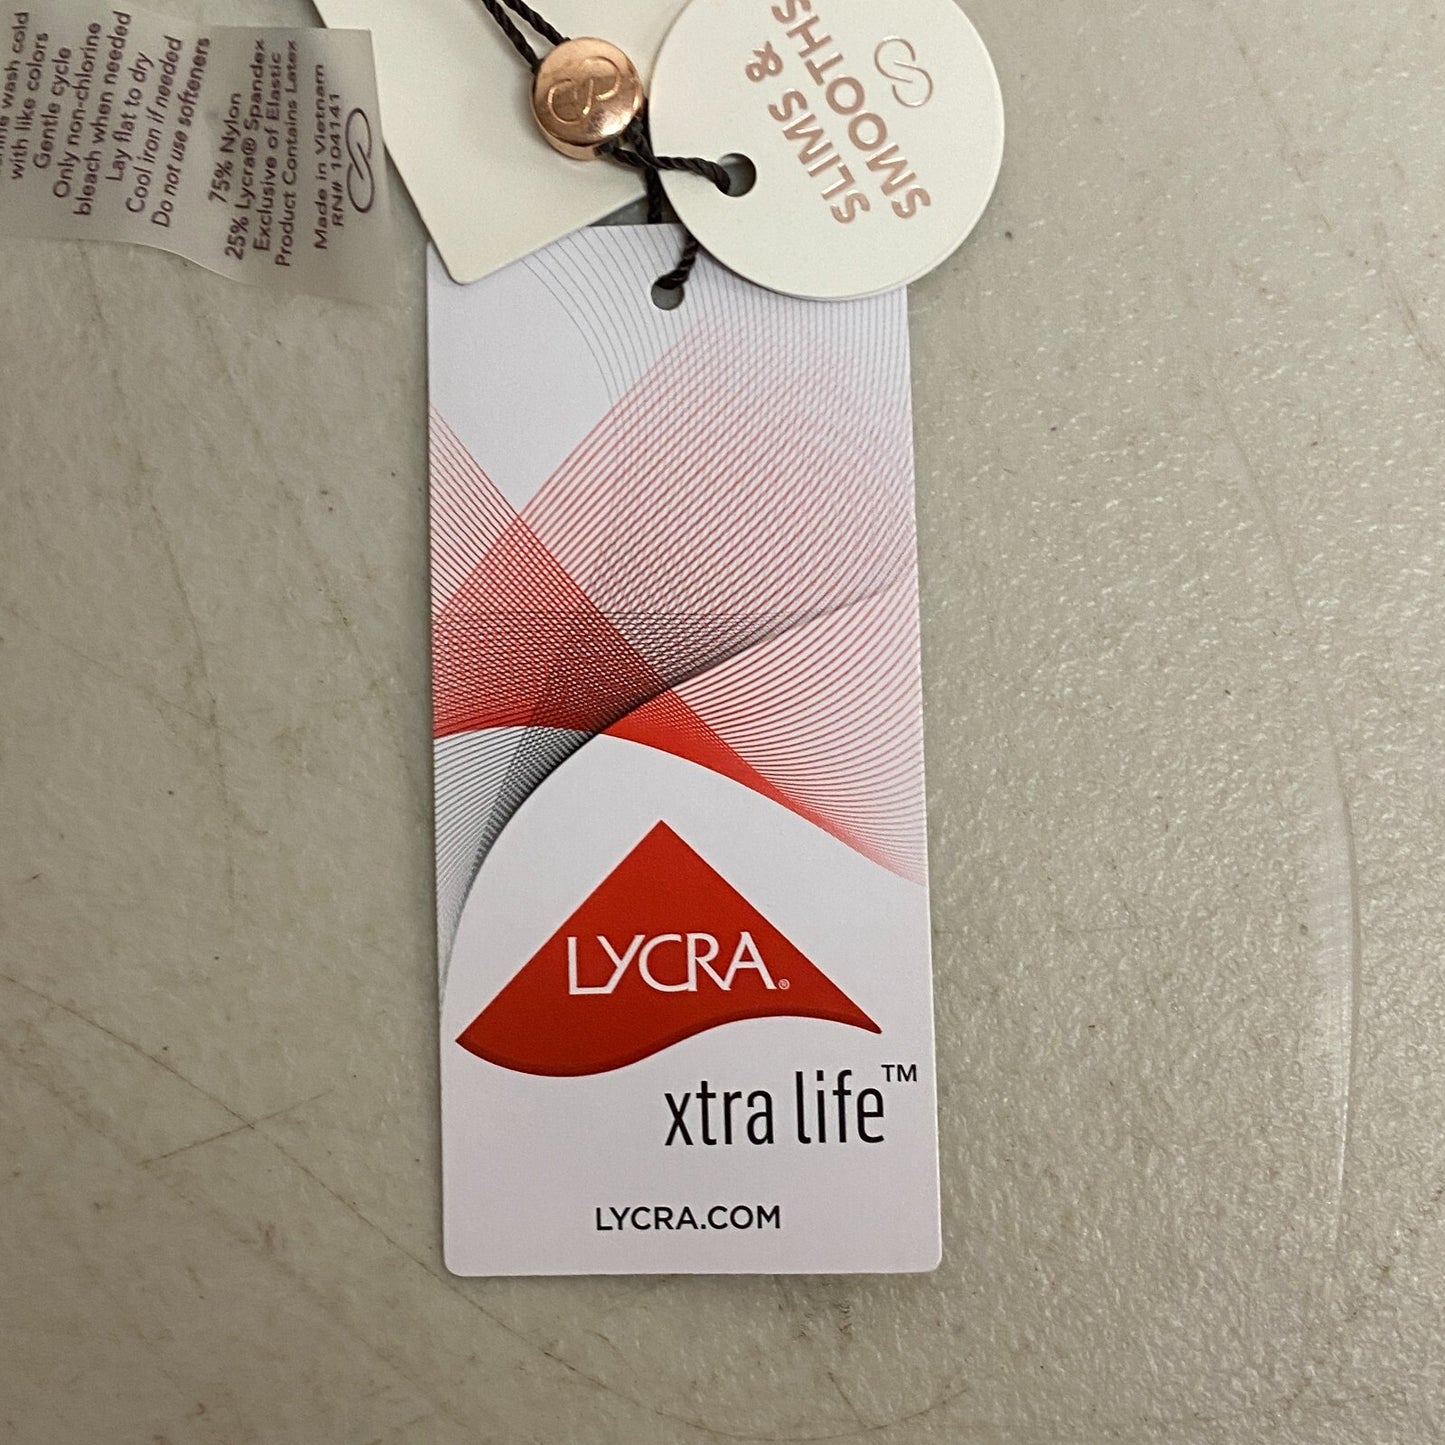 wash cold
with like colors
Gentle cycle
Only non-chlorine
bleach when needed
Lay flat to dry
Cool iron if needed
Do not use softeners
75% Nylon
25% Lycra® Spandex
Exclusive of Elastic
Product Contains Latex
Made in Vietnam
RN# 104141
SLIMS &
SMOOTHS
LYCRA®
xtra life™
LYCRA.COM